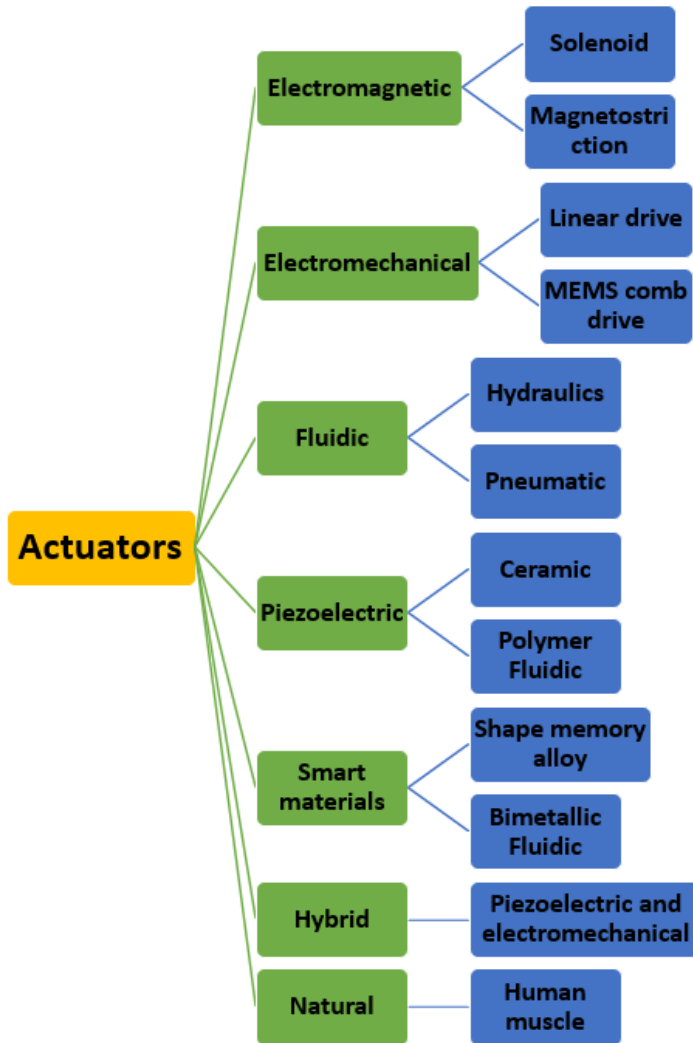 Actuators
Electromagnetic
Solenoid
Magnetostri
ction
Electromechanical
Linear drive
MEMS comb
drive
Fluidic
Hydraulics
Pneumatic
Piezoelectric
Ceramic
Polymer
Fluidic
Smart
materials
Shape memory
alloy
Bimetallic
Fluidic
Hybrid
Piezoelectric and
electromechanical
Natural
Human
muscle